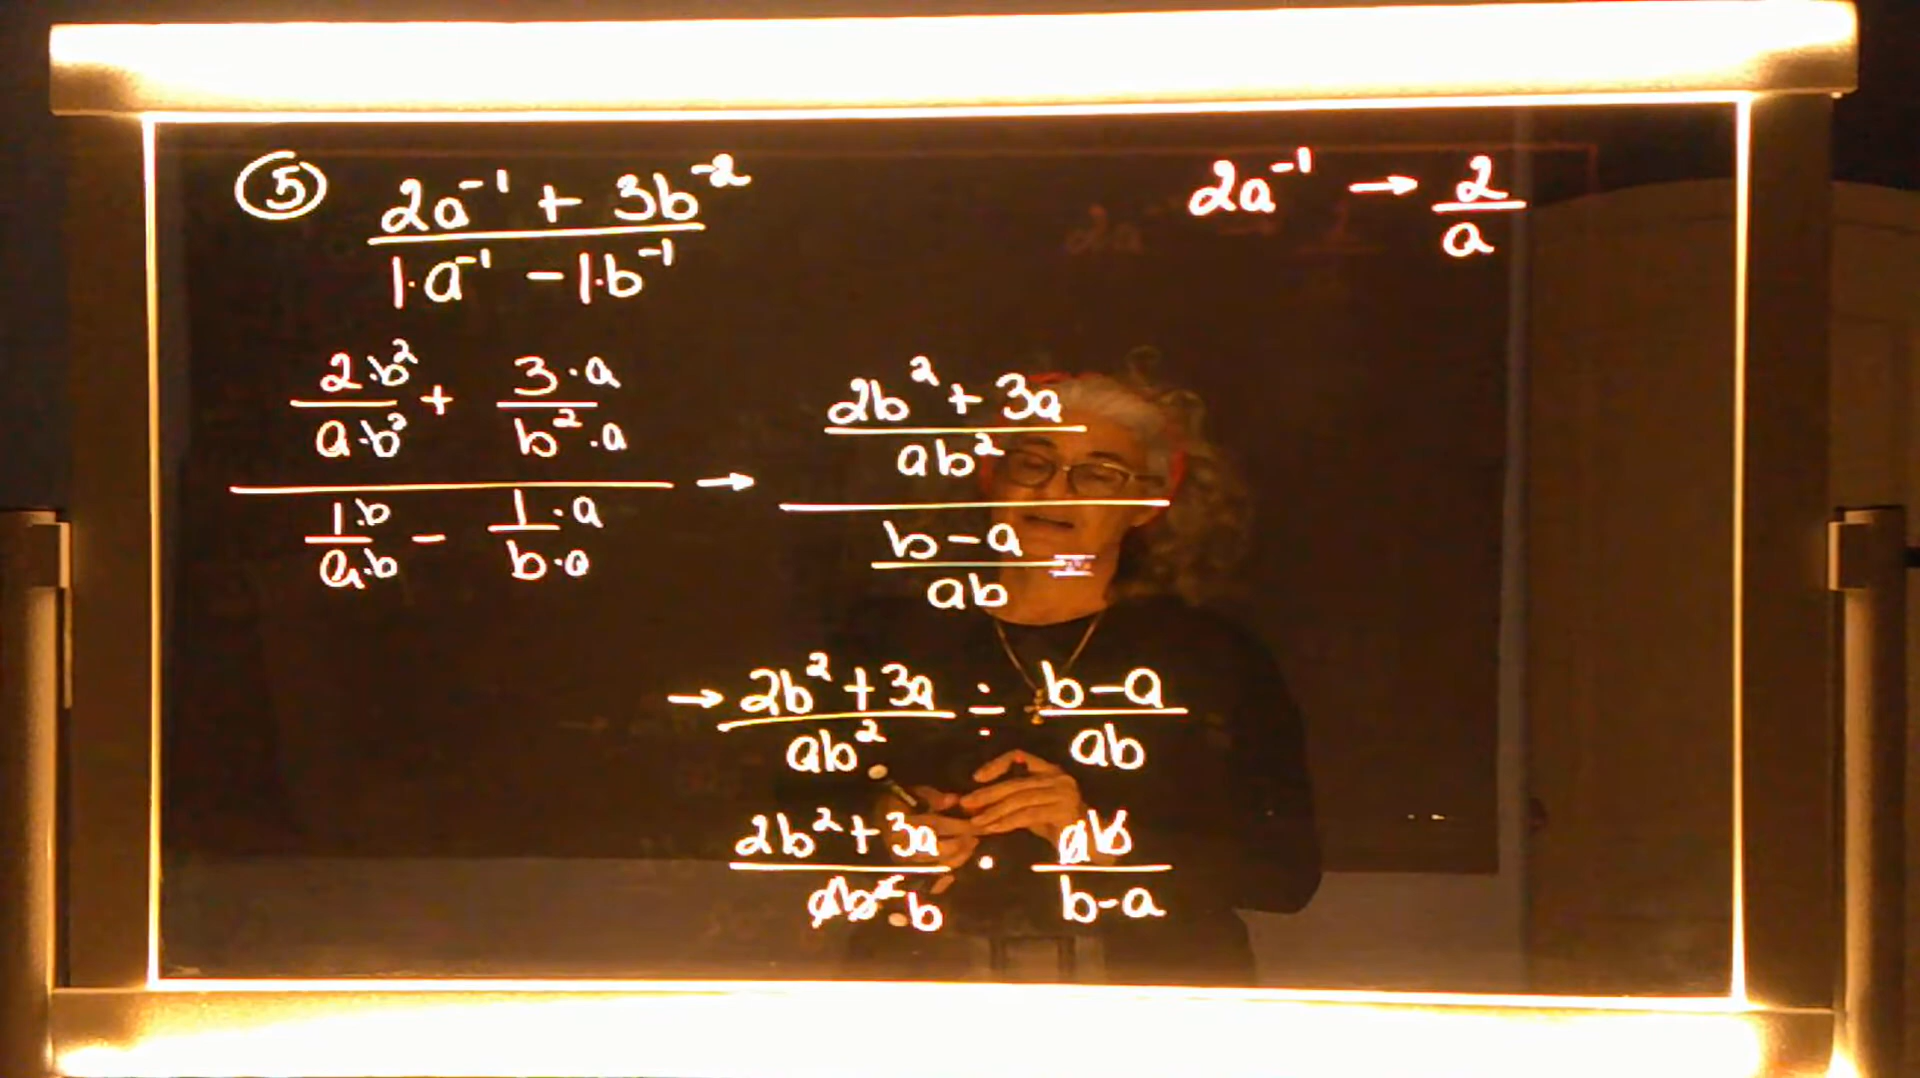 ⑤ (2a⁻¹ + 3b⁻²) / (1·a⁻¹ - 1·b⁻¹)
2a⁻¹ → 2/a
((2·b²)/(a·b²) + (3·a)/(b²·a)) / ((1·b)/(a·b) - (1·a)/(b·a)) → ((2b² + 3a)/(ab²)) / ((b-a)/(ab))
→ (2b² + 3a)/(ab²) ÷ (b-a)/(ab)
(2b² + 3a)/(ab²·b) · (ab)/(b-a)